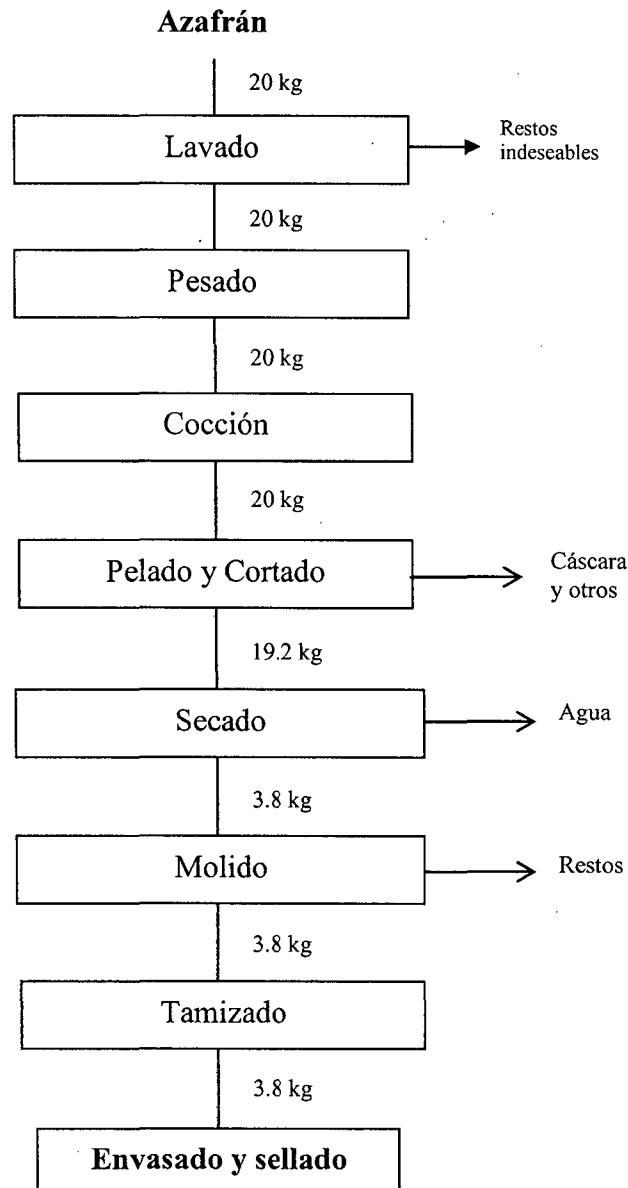 Azafrán
20 kg
Lavado
Restos
indeseables
20 kg
Pesado
20 kg
Cocción
20 kg
Pelado y Cortado
Cáscara
y otros
19.2 kg
Secado
Agua
3.8 kg
Molido
Restos
3.8 kg
Tamizado
3.8 kg
Envasado y sellado